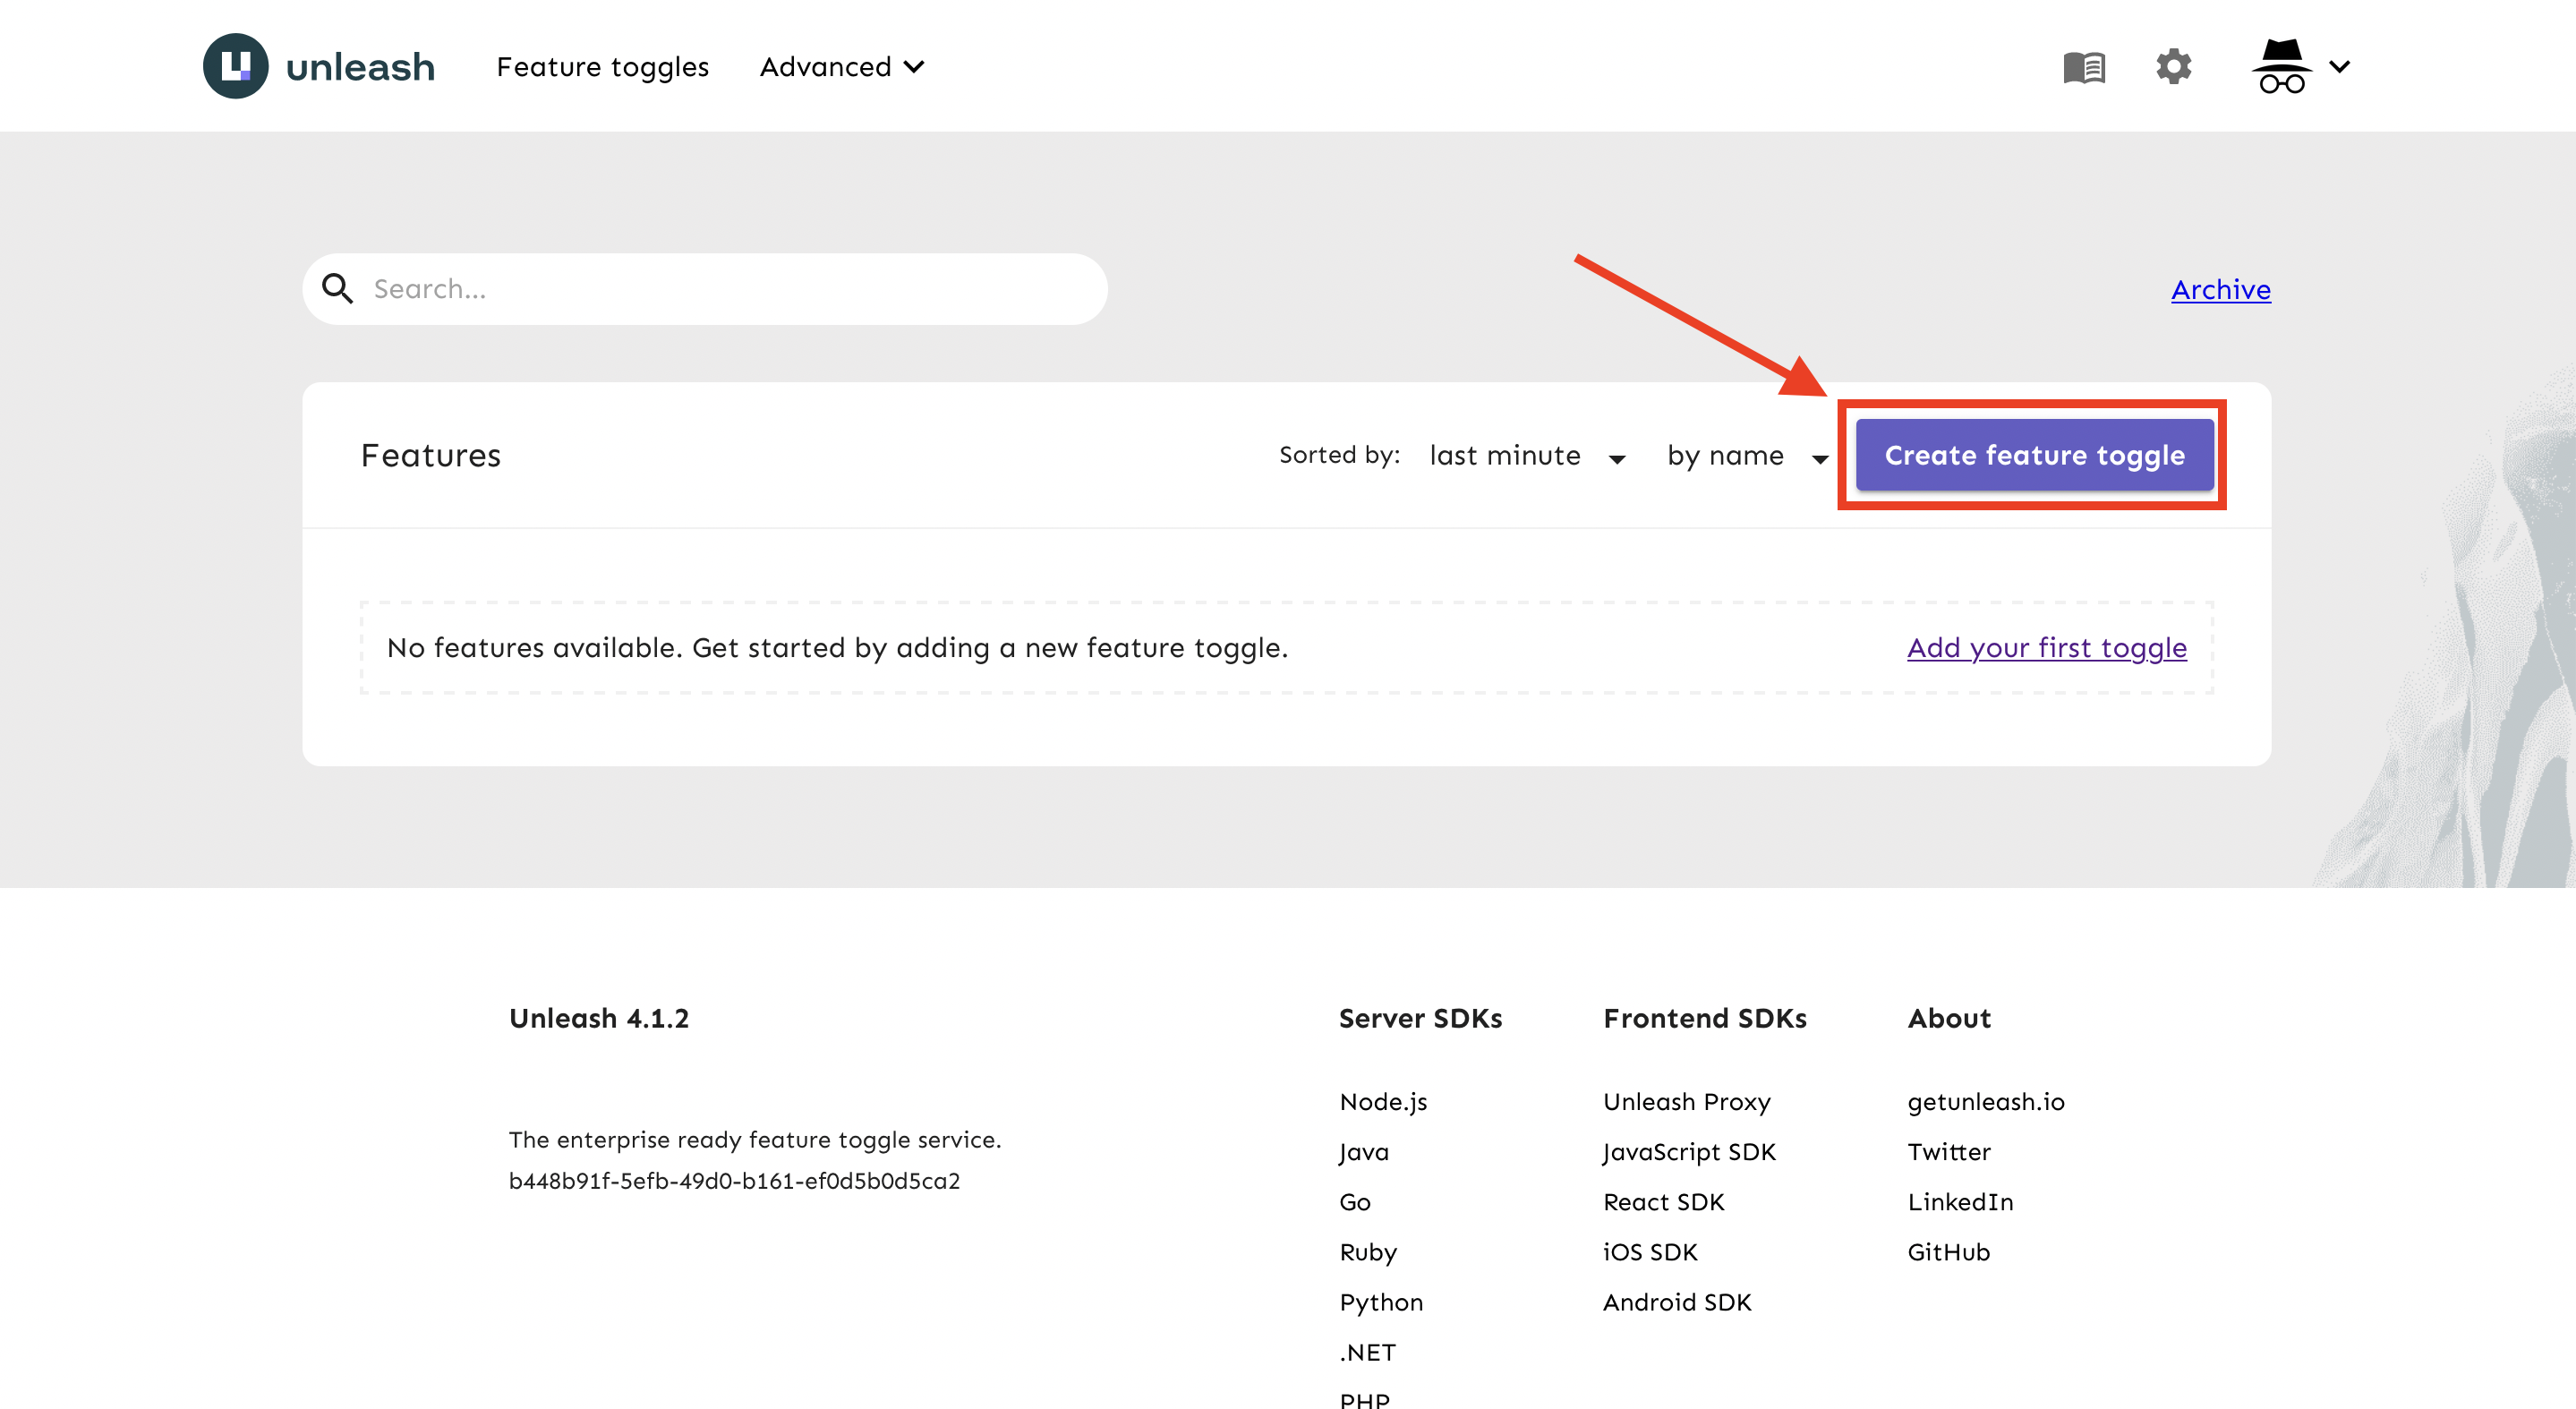 unleash Feature toggles Advanced
Search...
Archive
Features Sorted by: last minute by name Create feature toggle
No features available. Get started by adding a new feature toggle. Add your first toggle
Unleash 4.1.2
The enterprise ready feature toggle service.
b448b91f-5efb-49d0-b161-ef0d5b0d5ca2
Server SDKs
Node.js
Java
Go
Ruby
Python
.NET
PHP
Frontend SDKs
Unleash Proxy
JavaScript SDK
React SDK
iOS SDK
Android SDK
About
getunleash.io
Twitter
LinkedIn
GitHub